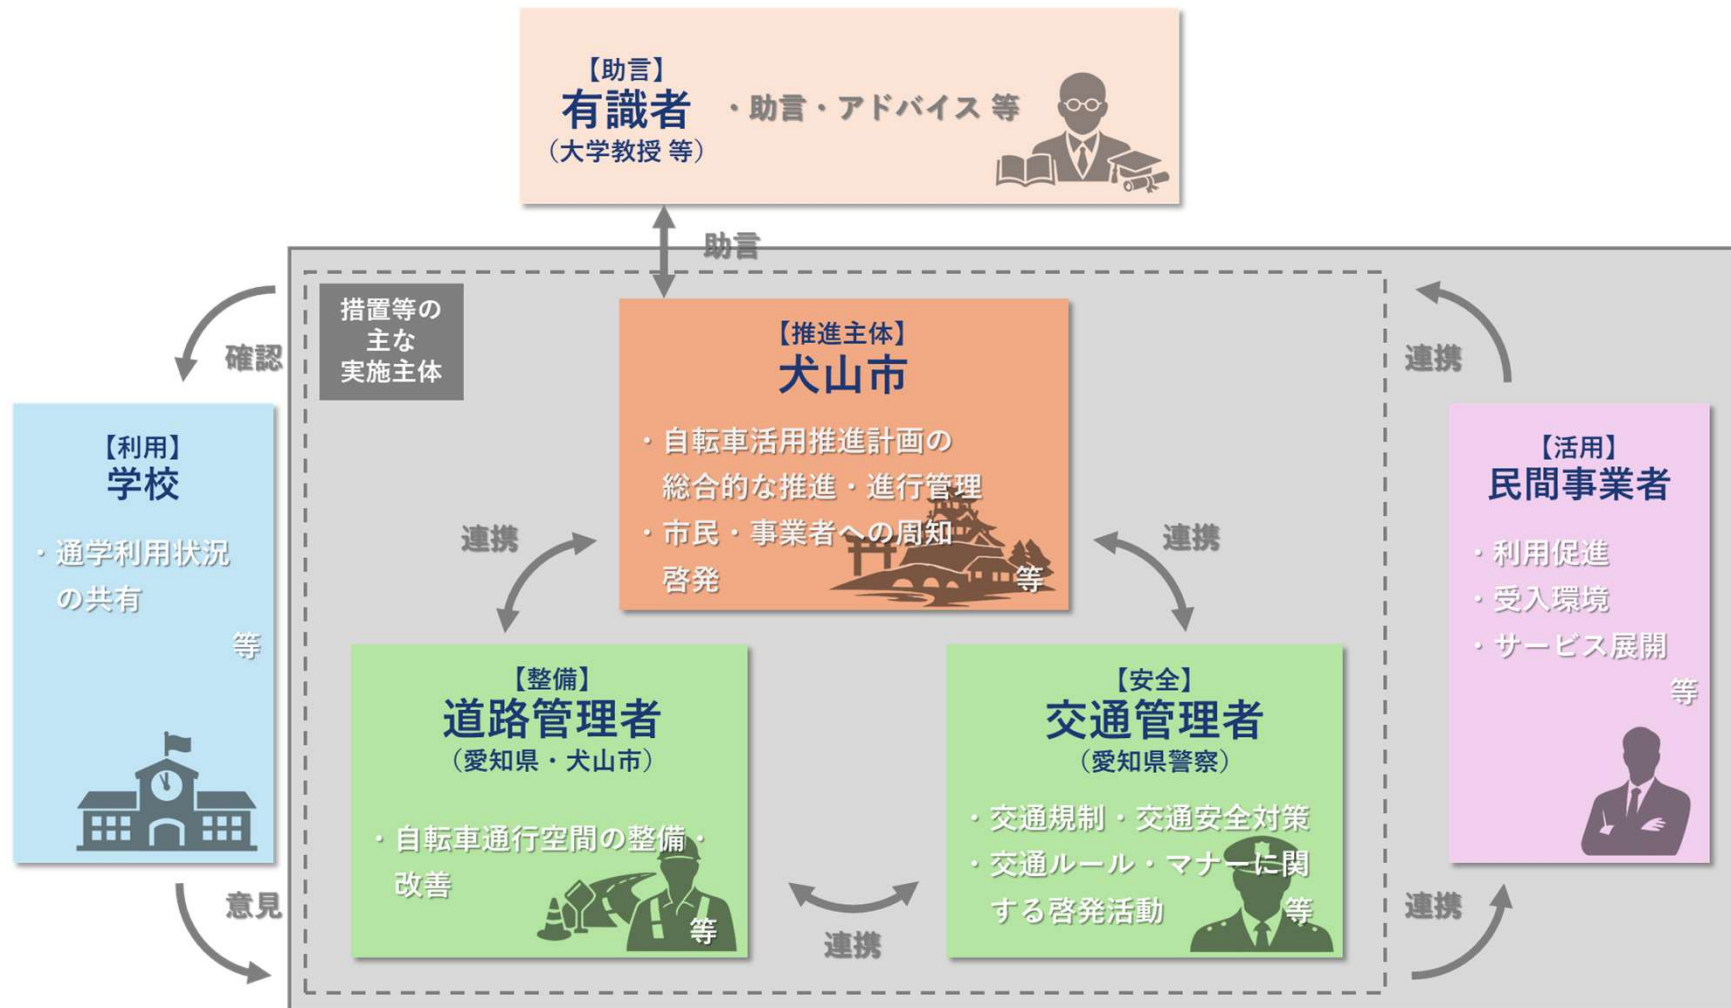 【助言】
有識者
（大学教授 等）
・助言・アドバイス 等
助言
措置等の
主な
実施主体
【推進主体】
犬山市
・自転車活用推進計画の
総合的な推進・進行管理
・市民・事業者への周知
啓発
等
確認
【利用】
学校
・通学利用状況
の共有
等
意見
連携
連携
【整備】
道路管理者
（愛知県・犬山市）
・自転車通行空間の整備・
改善
等
連携
【安全】
交通管理者
（愛知県警察）
・交通規制・交通安全対策
・交通ルール・マナーに関
する啓発活動
等
連携
【活用】
民間事業者
・利用促進
・受入環境
・サービス展開
等
連携